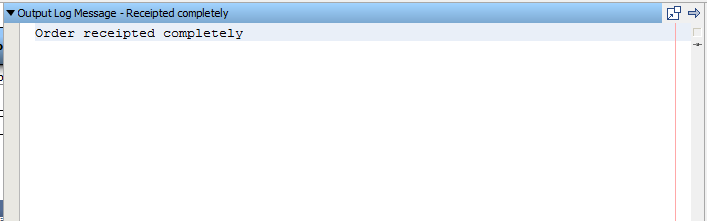 Output Log Message - Receipted completely
Order receipted completely